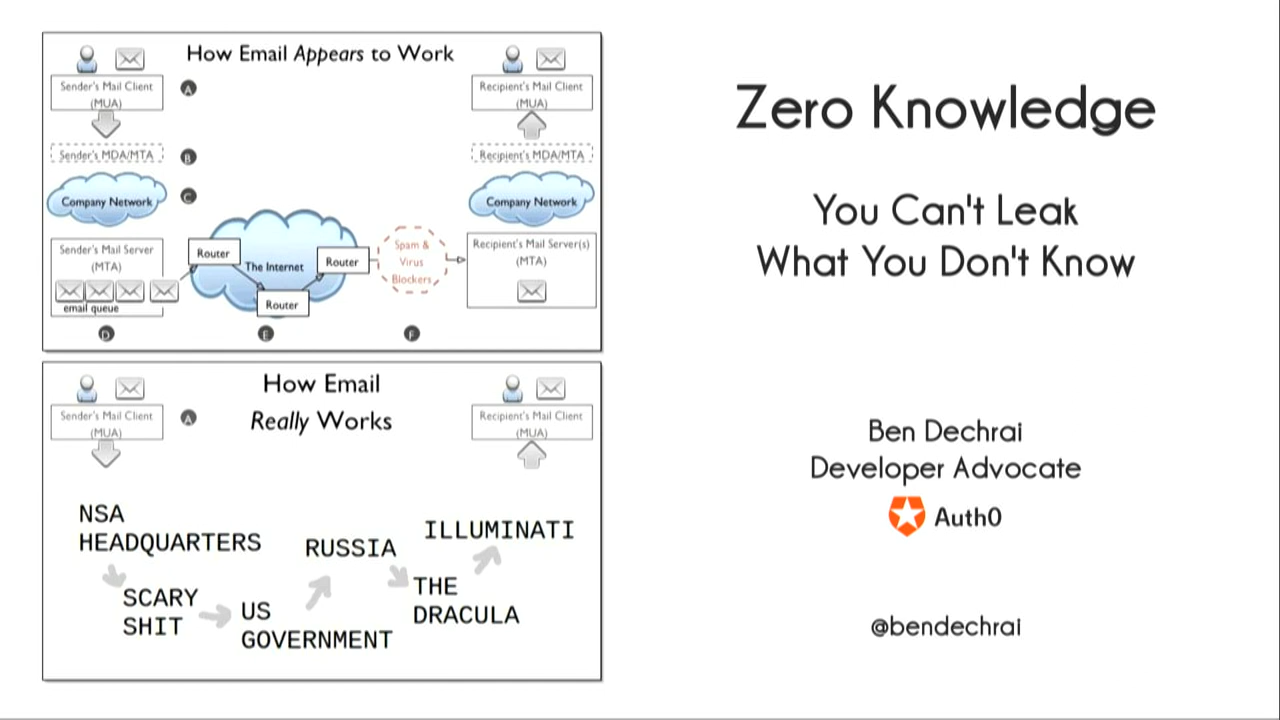 How Email Appears to Work
Sender's Mail Client
(MUA)
A
Recipient's Mail Client
(MUA)
Sender's MDA/MTA
B
Recipient's MDA/MTA
Company Network
C
Company Network
Sender's Mail Server
(MTA)
email queue
Router
The Internet
Router
Router
Spam &
Virus
Blockers
Recipient's Mail Server(s)
(MTA)
D
E
F
How Email
Really Works
Sender's Mail Client
(MUA)
A
Recipient's Mail Client
(MUA)
NSA
HEADQUARTERS
SCARY
SHIT
US
GOVERNMENT
RUSSIA
THE
DRACULA
ILLUMINATI
Zero Knowledge
You Can't Leak
What You Don't Know
Ben Dechrai
Developer Advocate
Auth0
@bendechrai